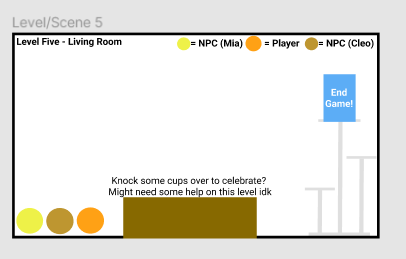 Level/Scene 5
Level Five - Living Room
= NPC (Mia) = Player = NPC (Cleo)
End
Game!
Knock some cups over to celebrate?
Might need some help on this level idk